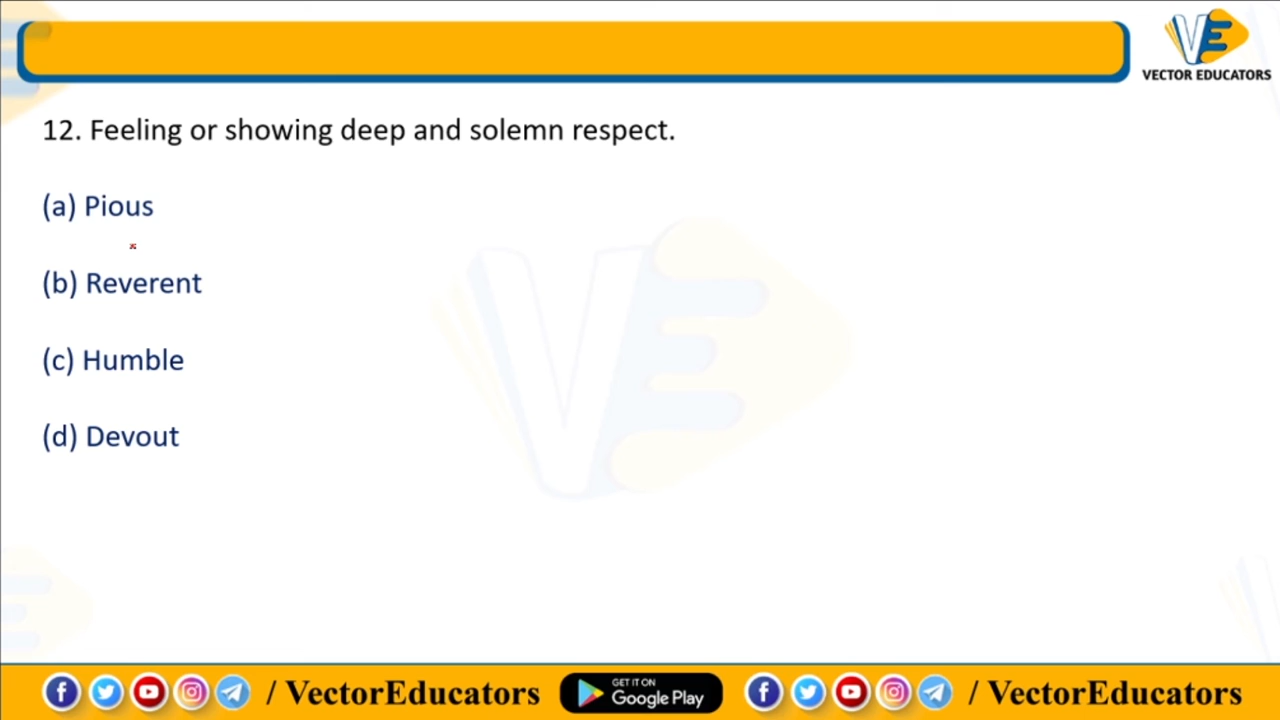 VECTOR EDUCATORS
12. Feeling or showing deep and solemn respect.
(a) Pious
(b) Reverent
(c) Humble
(d) Devout
/ VectorEducators GET IT ON Google Play / VectorEducators